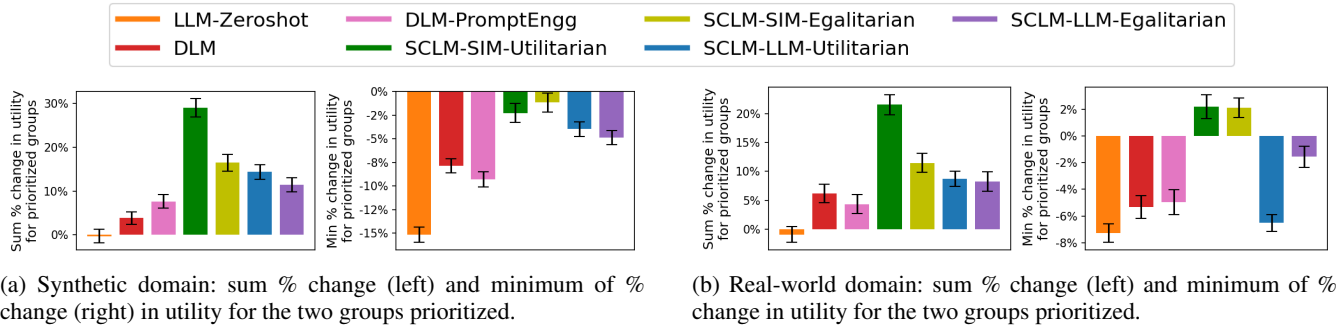 LLM-Zeroshot
DLM-PromptEngg
SCLM-SIM-Egalitarian
SCLM-LLM-Egalitarian
DLM
SCLM-SIM-Utilitarian
SCLM-LLM-Utilitarian
Sum % change in utility
for prioritized groups
30%
20%
10%
0%
Min % change in utility
for prioritized groups
0%
-2%
-5%
-8%
-10%
-12%
-15%
Sum % change in utility
for prioritized groups
20%
15%
10%
5%
0%
Min % change in utility
for prioritized groups
2%
0%
-2%
-4%
-6%
-8%
(a) Synthetic domain: sum % change (left) and minimum of %
change (right) in utility for the two groups prioritized.
(b) Real-world domain: sum % change (left) and minimum of %
change in utility for the two groups prioritized.